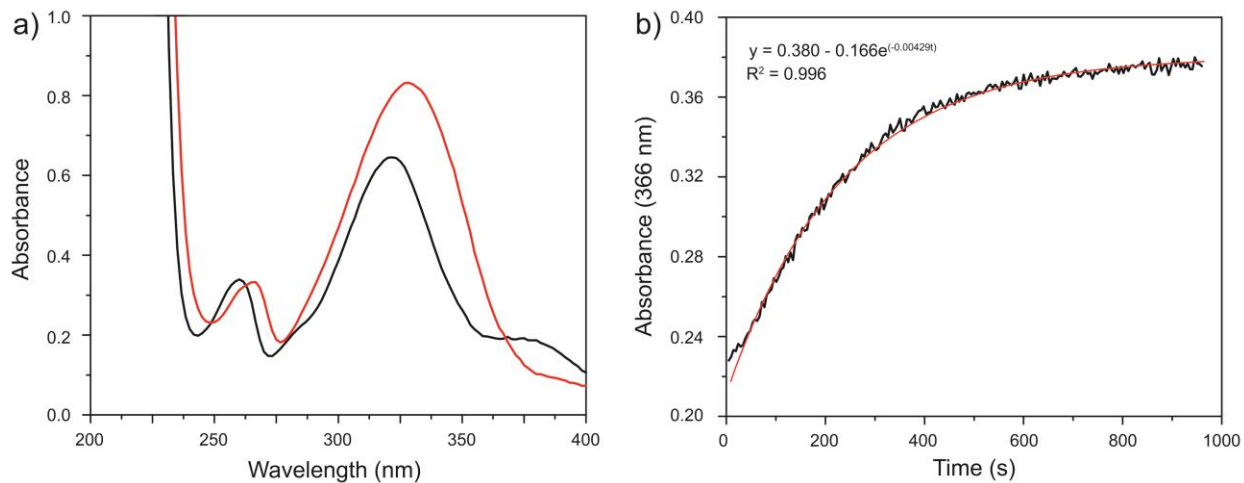 a)
1.0
0.8
0.6
0.4
0.2
0.0
Absorbance
200
250
300
350
400
Wavelength (nm)
b)
0.40
0.36
0.32
0.28
0.24
0.20
Absorbance (366 nm)
y = 0.380 - 0.166e(-0.00429t)
R² = 0.996
0
200
400
600
800
1000
Time (s)